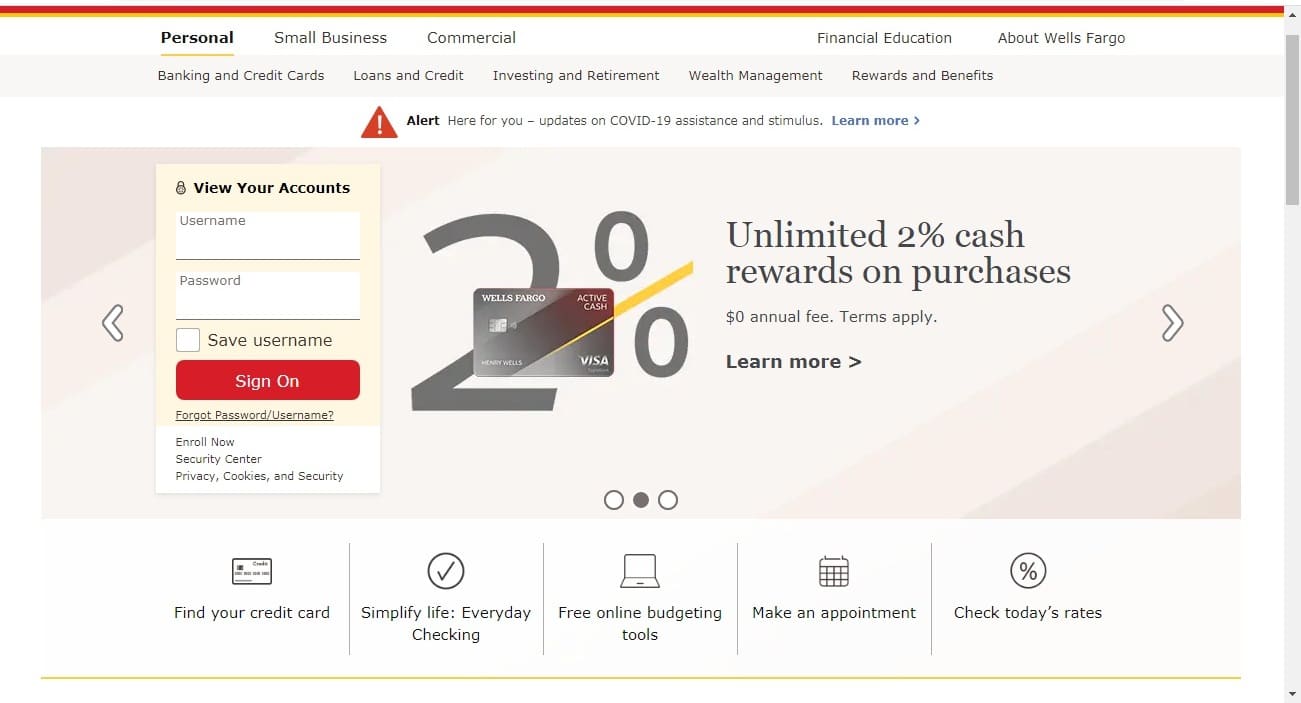 Personal
Small Business
Commercial
Financial Education
About Wells Fargo
Banking and Credit Cards
Loans and Credit
Investing and Retirement
Wealth Management
Rewards and Benefits
Alert Here for you – updates on COVID-19 assistance and stimulus. Learn more >
View Your Accounts
Username
Password
Save username
Sign On
Forgot Password/Username?
Enroll Now
Security Center
Privacy, Cookies, and Security
2%
WELLS FARGO
ACTIVE
CASH
HENRY WELLS
VISA
Unlimited 2% cash
rewards on purchases
$0 annual fee. Terms apply.
Learn more >
Credit
Find your credit card
Simplify life: Everyday
Checking
Free online budgeting
tools
Make an appointment
%
Check today’s rates